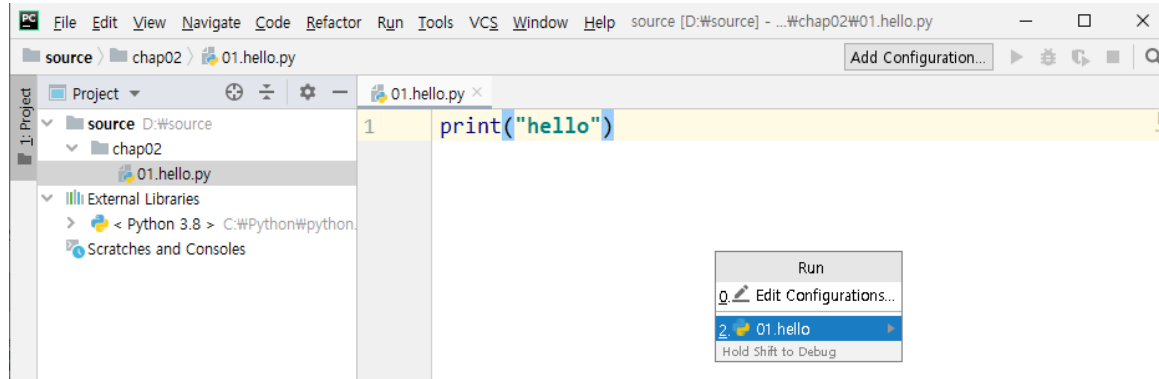 PC File Edit View Navigate Code Refactor Run Tools VCS Window Help source [D:₩source] - ...₩chap02₩01.hello.py
source chap02 01.hello.py Add Configuration...
1: Project
Project
01.hello.py
source D:₩source
chap02
01.hello.py
External Libraries
< Python 3.8 > C:₩Python₩python.
Scratches and Consoles
1 print("hello")
Run
0. Edit Configurations...
2. 01.hello
Hold Shift to Debug